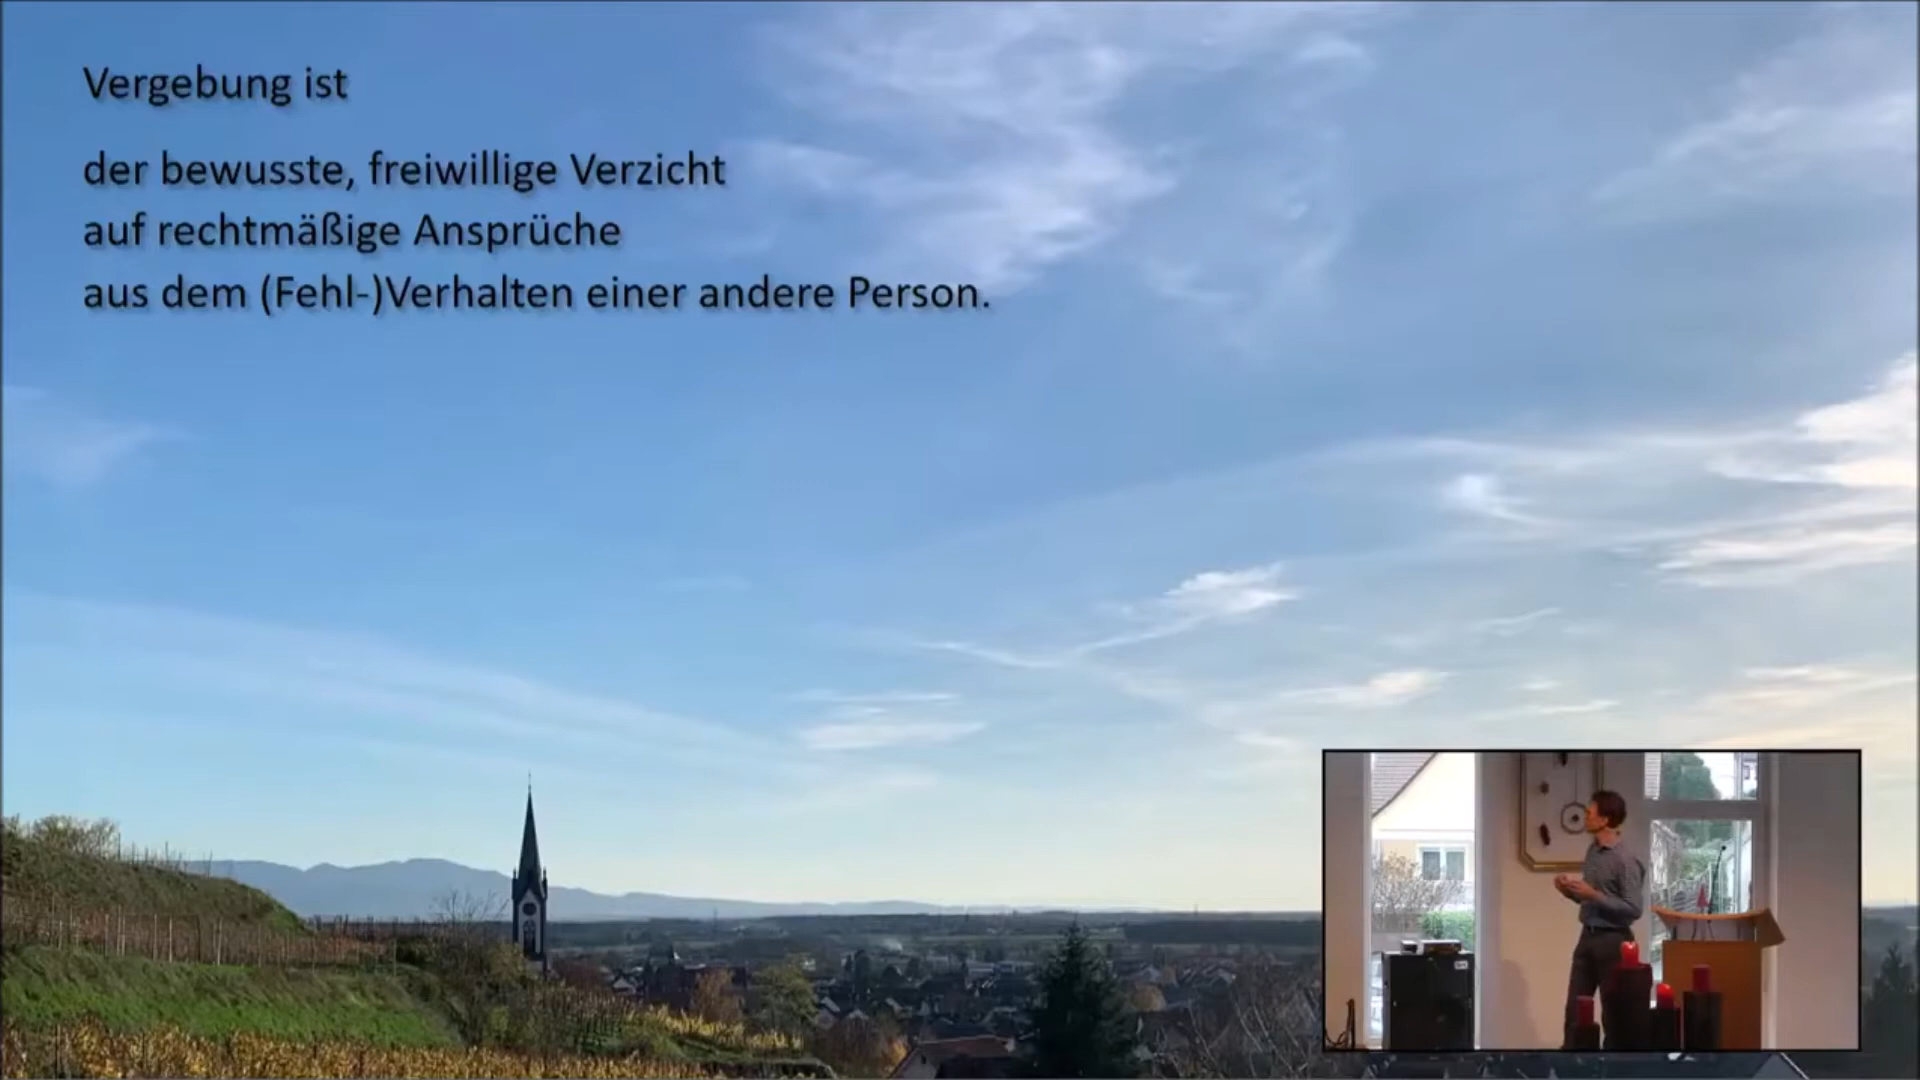 Vergebung ist
der bewusste, freiwillige Verzicht
auf rechtmäßige Ansprüche
aus dem (Fehl-)Verhalten einer andere Person.